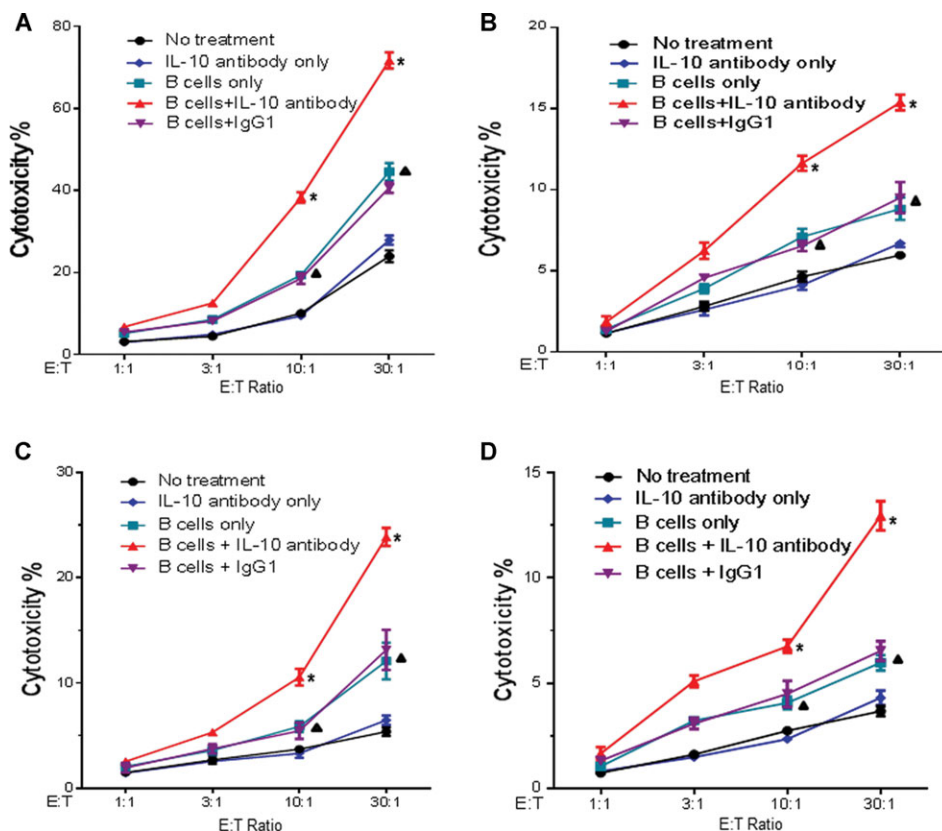 A
Cytotoxicity %
80
60
40
20
0
No treatment
IL-10 antibody only
B cells only
B cells+IL-10 antibody
B cells+IgG1
*
*
▲
▲
E:T
1:1
3:1
10:1
30:1
E:T Ratio
B
Cytotoxicity %
20
15
10
5
0
No treatment
IL-10 antibody only
B cells only
B cells+IL-10 antibody
B cells+IgG1
*
*
▲
▲
E:T
1:1
3:1
10:1
30:1
E:T Ratio
C
Cytotoxicity %
30
20
10
0
No treatment
IL-10 antibody only
B cells only
B cells + IL-10 antibody
B cells + IgG1
*
*
▲
▲
E:T
1:1
3:1
10:1
30:1
E:T Ratio
D
Cytotoxicity %
15
10
5
0
No treatment
IL-10 antibody only
B cells only
B cells + IL-10 antibody
B cells + IgG1
*
*
▲
▲
E:T
1:1
3:1
10:1
30:1
E:T Ratio